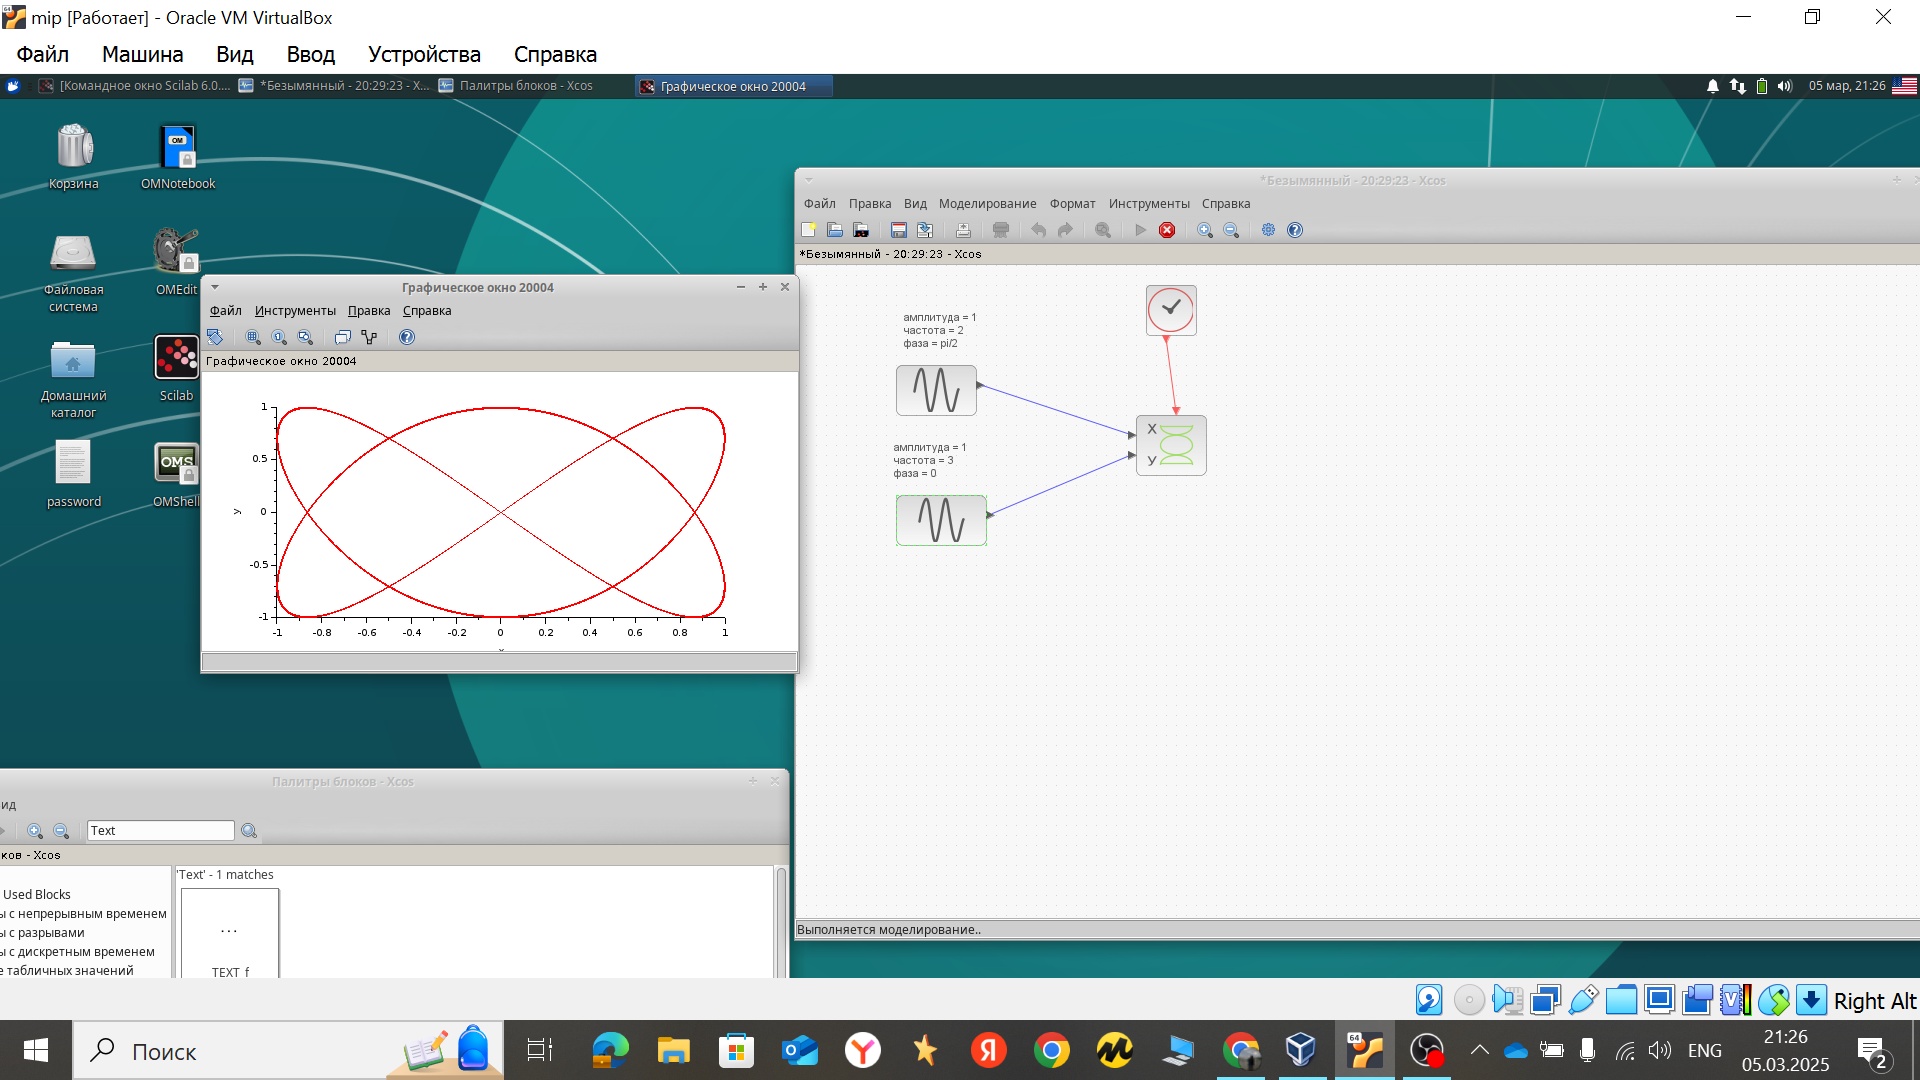 mip [Работает] - Oracle VM VirtualBox
Файл Машина Вид Ввод Устройства Справка
[Командное окно Scilab 6.0.... *Безымянный - 20:29:23 - X... Палитры блоков - Xcos Графическое окно 20004 05 мар, 21:26
Корзина OMNotebook
Файловая система OMEdit
Домашний каталог Scilab
password OMShell
OM
OMS
*Безымянный - 20:29:23 - Xcos
Файл Правка Вид Моделирование Формат Инструменты Справка
*Безымянный - 20:29:23 - Xcos
амплитуда = 1
частота = 2
фаза = pi/2
амплитуда = 1
частота = 3
фаза = 0
X
y
Выполняется моделирование..
Графическое окно 20004
Файл Инструменты Правка Справка
Графическое окно 20004
1
0.5
0
-0.5
-1
y
-1 -0.8 -0.6 -0.4 -0.2 0 0.2 0.4 0.6 0.8 1
Палитры блоков - Xcos
ид
Text
ков - Xcos
'Text' - 1 matches
Used Blocks
ы с непрерывным временем
ы с разрывами
ы с дискретным временем
е табличных значений
...
TEXT_f
Right Alt
Поиск
64
ENG
21:26
05.03.2025
2